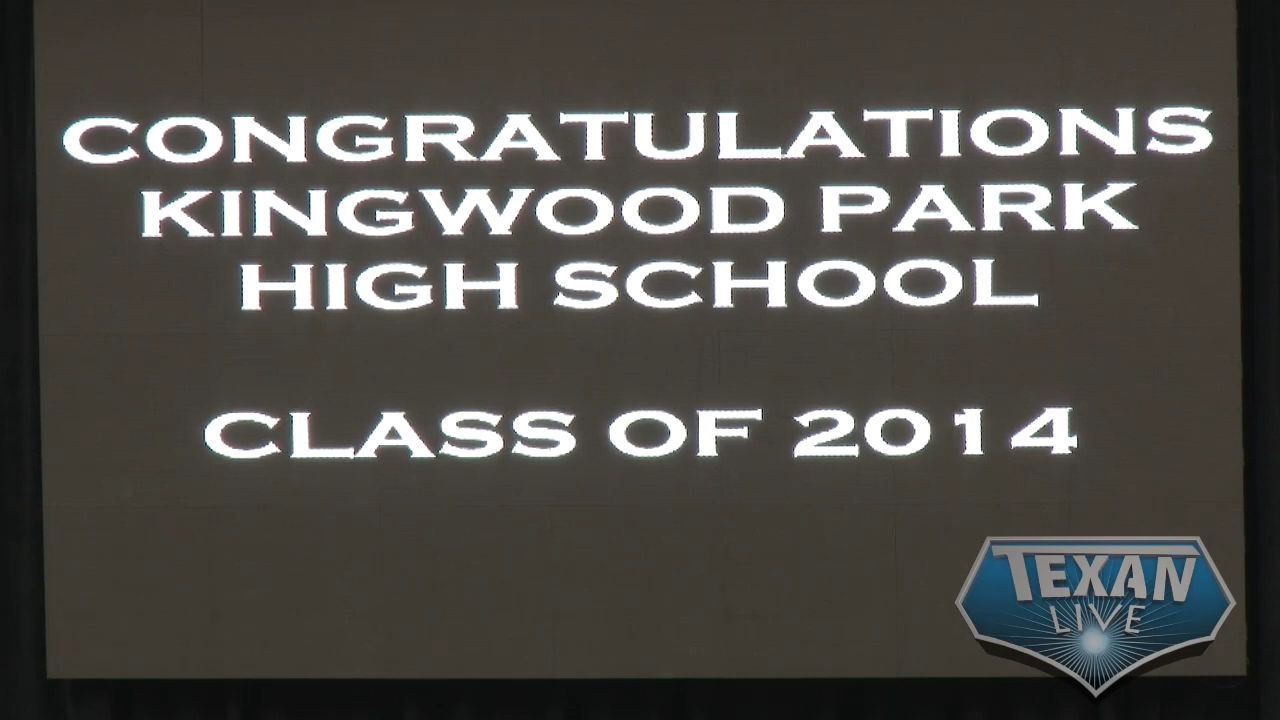 CONGRATULATIONS
KINGWOOD PARK
HIGH SCHOOL
CLASS OF 2014
TEXAN
LIVE